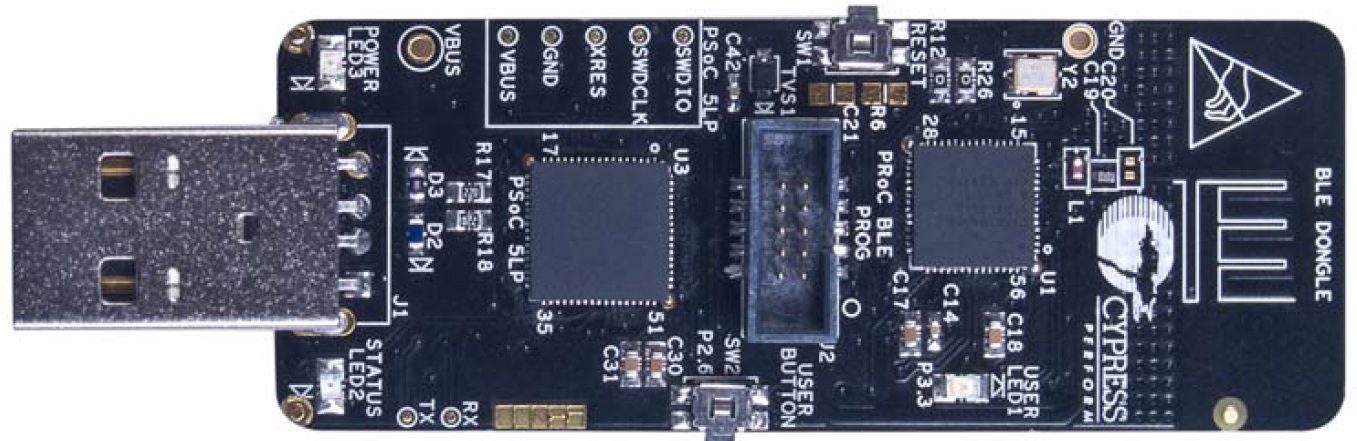 POWER
LED3
VBUS
VBUS
GND
XRES
SWDCLK
SWDIO
PSoC 5LP
C42
TVS1
SW1
RESET
R12
R26
Y2
GND
C20
C19
C21
R6
28
15
17
U3
PSoC 5LP
35
51
D3
D2
R17
R18
J1
PRoC BLE
PROG
J2
U1
56
L1
C17
C14
C18
P3.3
USER
LED1
CYPRESS
PERFORM
BLE DONGLE
STATUS
LED2
TX
RX
C31
C30
P2.6
SW2
USER
BUTTON